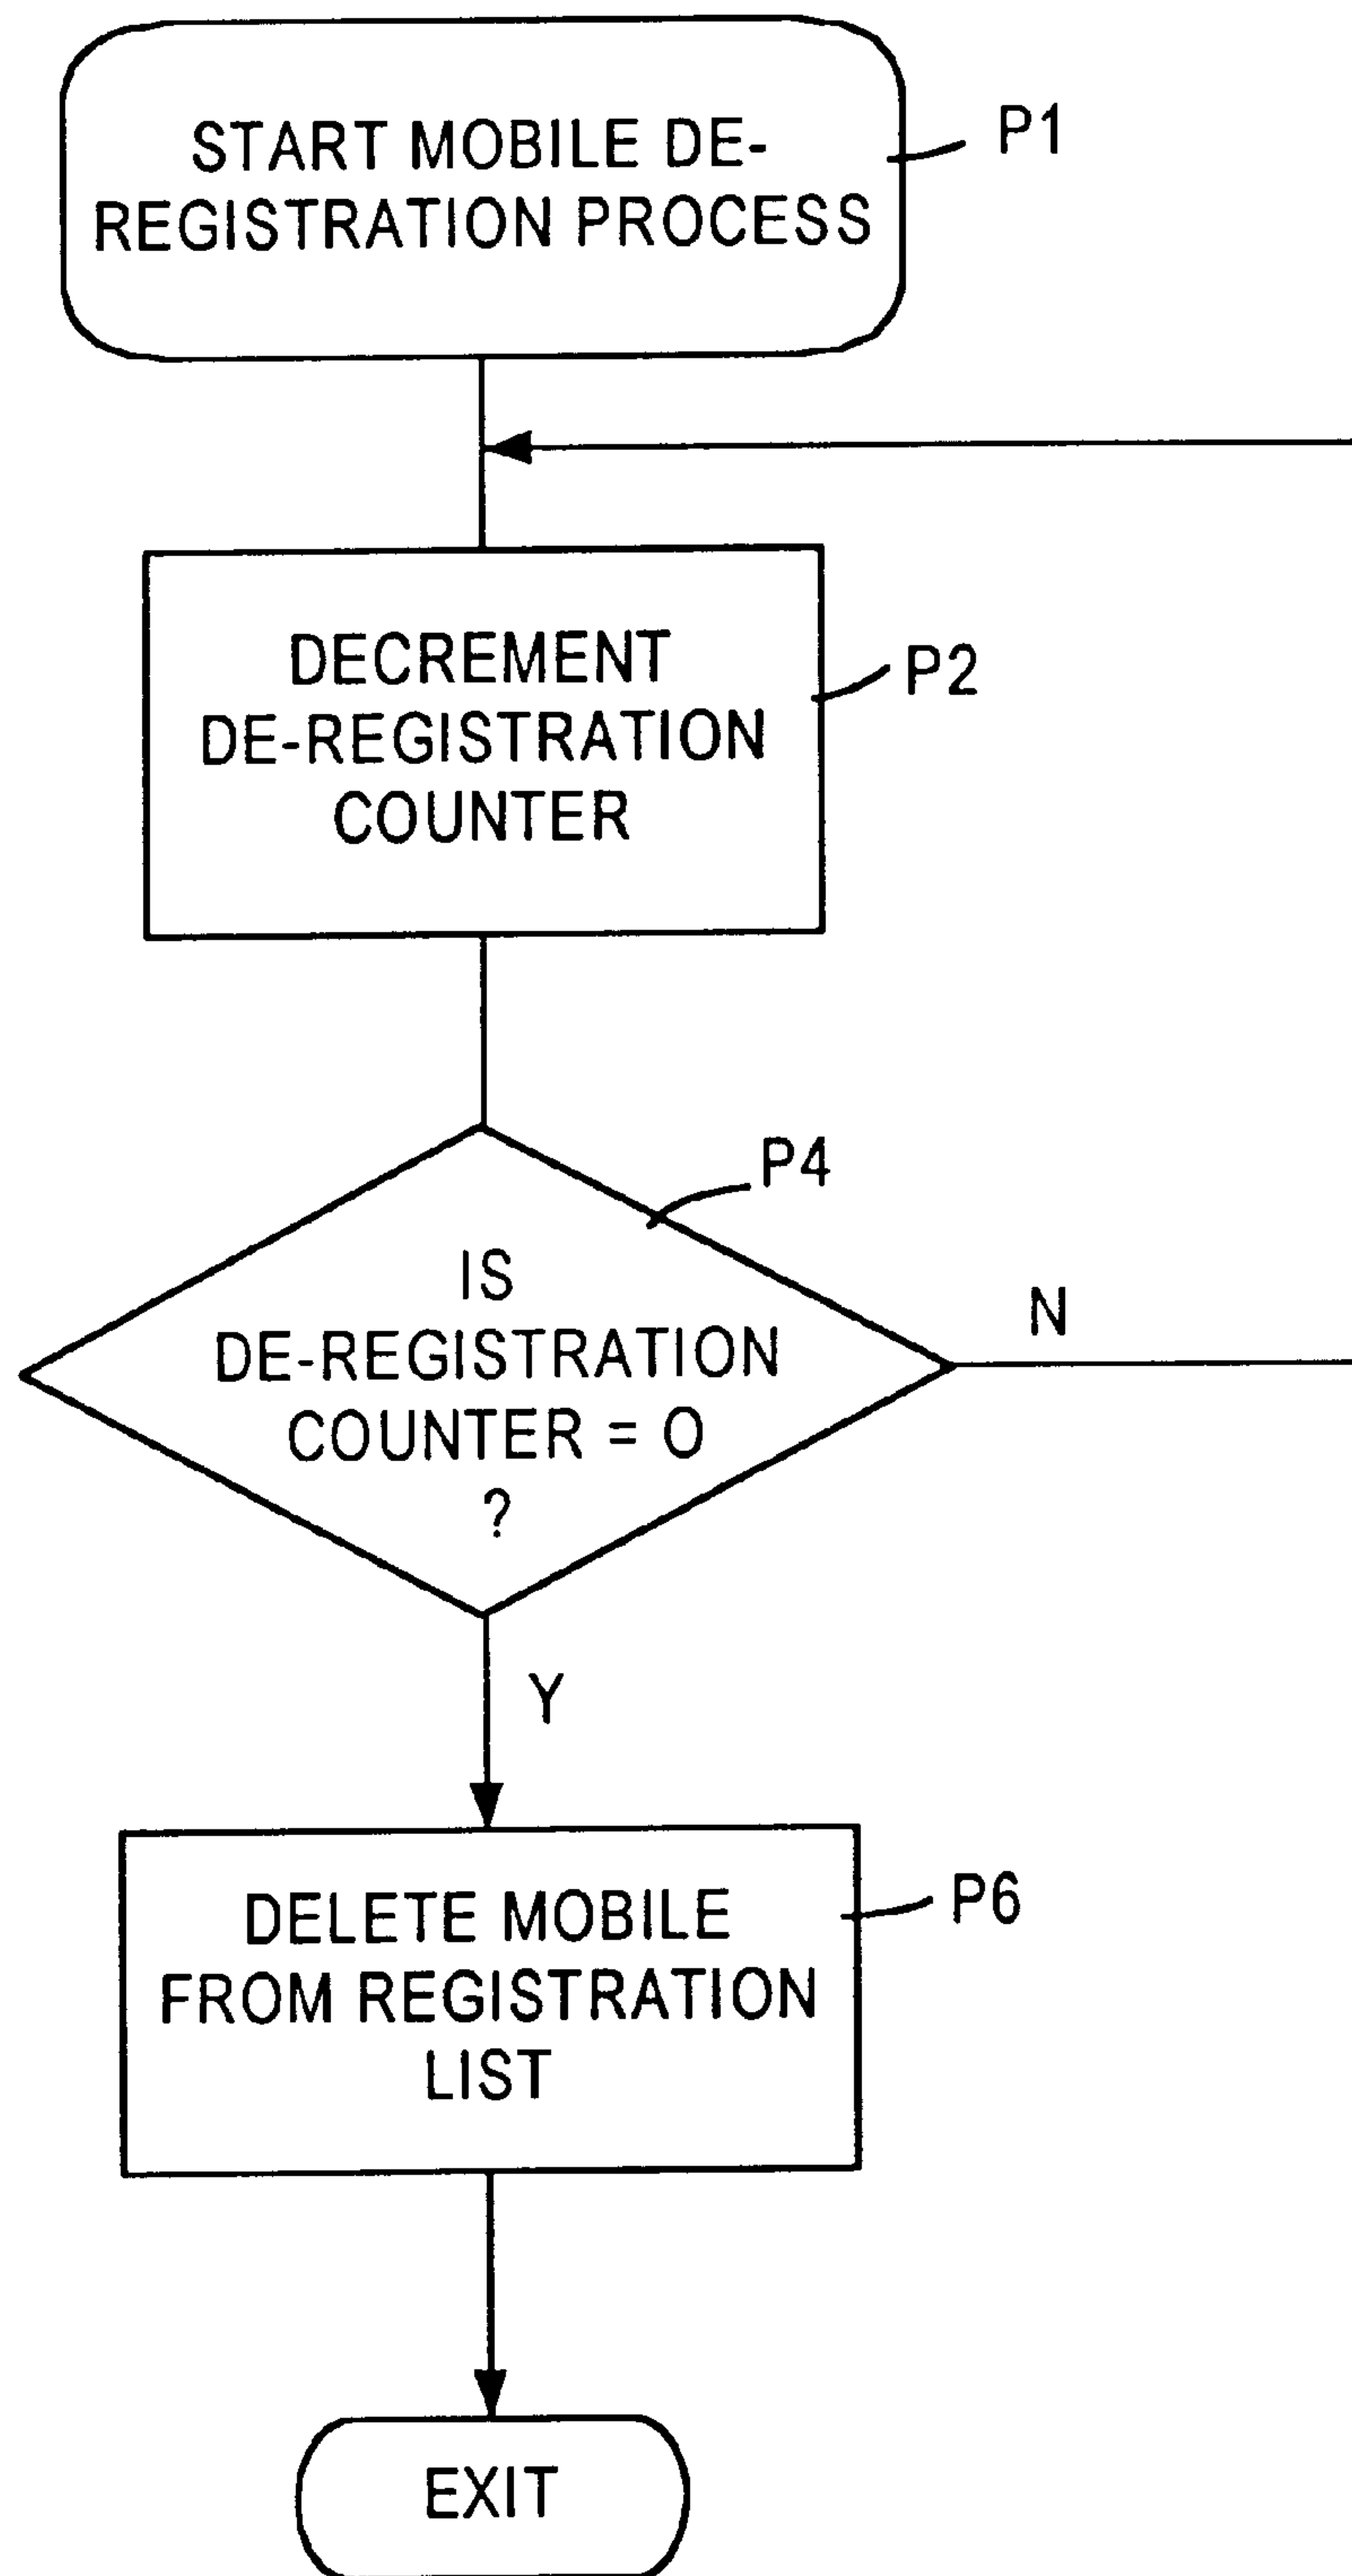 START MOBILE DE-
REGISTRATION PROCESS
P1
DECREMENT
DE-REGISTRATION
COUNTER
P2
P4
IS
DE-REGISTRATION
COUNTER = O
?
N
Y
DELETE MOBILE
FROM REGISTRATION
LIST
P6
EXIT